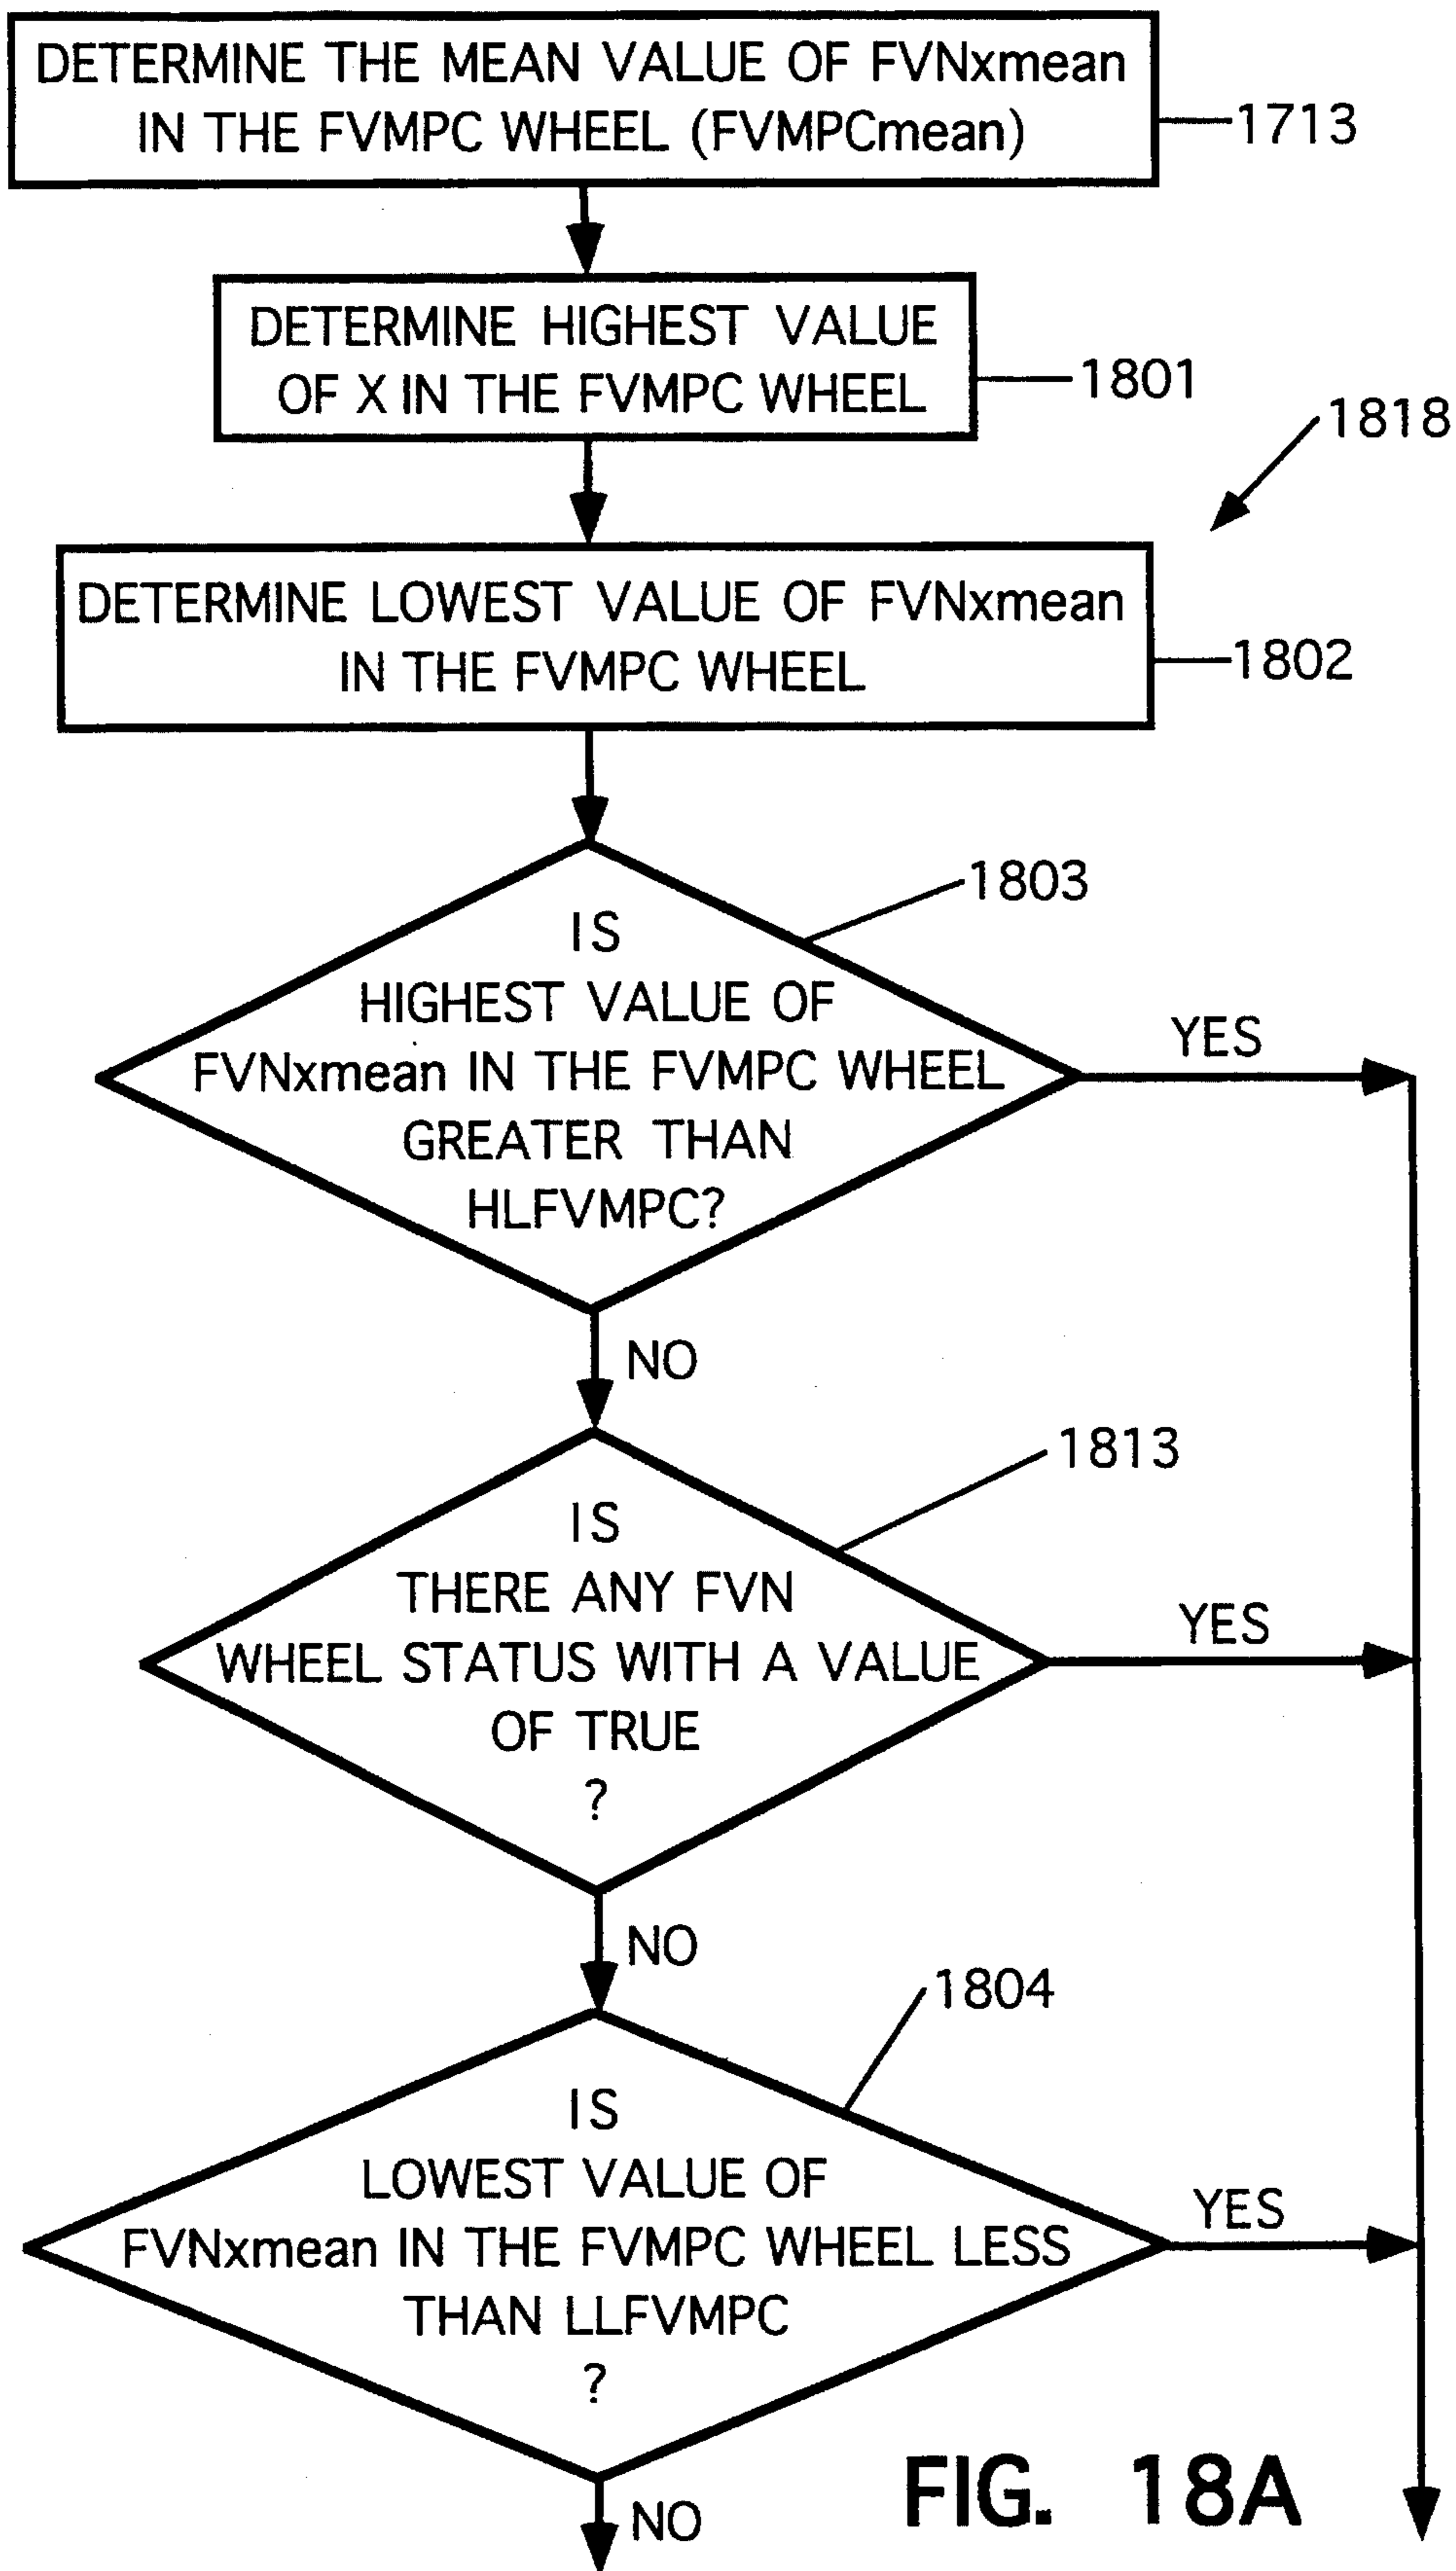 DETERMINE THE MEAN VALUE OF FVNxmean
IN THE FVMPC WHEEL (FVMPCmean)
1713
DETERMINE HIGHEST VALUE
OF X IN THE FVMPC WHEEL
1801
1818
DETERMINE LOWEST VALUE OF FVNxmean
IN THE FVMPC WHEEL
1802
1803
IS
HIGHEST VALUE OF
FVNxmean IN THE FVMPC WHEEL
GREATER THAN
HLFVMPC?
YES
NO
1813
IS
THERE ANY FVN
WHEEL STATUS WITH A VALUE
OF TRUE
?
YES
NO
1804
IS
LOWEST VALUE OF
FVNxmean IN THE FVMPC WHEEL LESS
THAN LLFVMPC
?
YES
NO
FIG. 18A